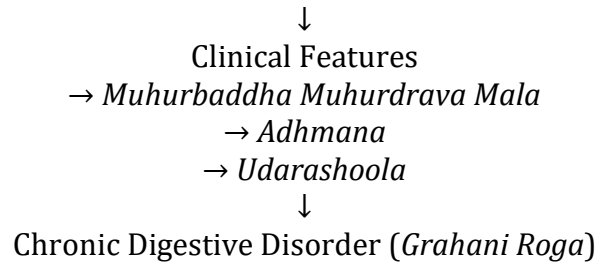 ↓
Clinical Features
→ Muhurbaddha Muhurdrava Mala
→ Adhmana
→ Udarashoola
↓
Chronic Digestive Disorder (Grahani Roga)